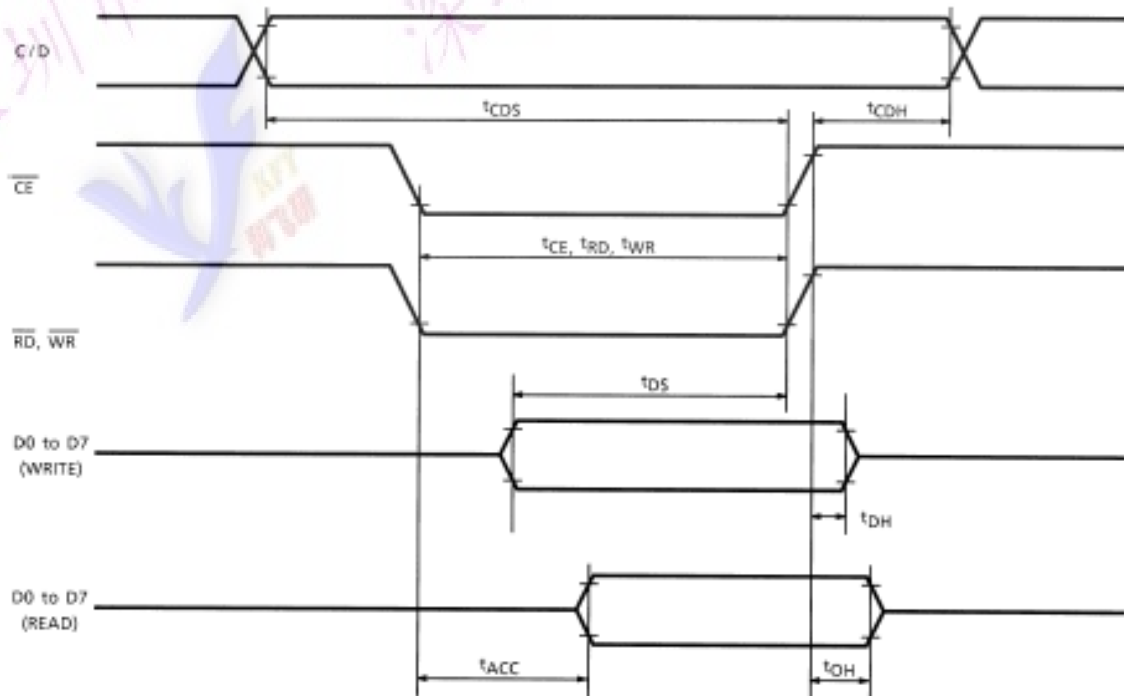 C/D
tCDS
tCDH
CE
tCE, tRD, tWR
RD, WR
tDS
D0 to D7
(WRITE)
tDH
D0 to D7
(READ)
tACC
tOH
KFY